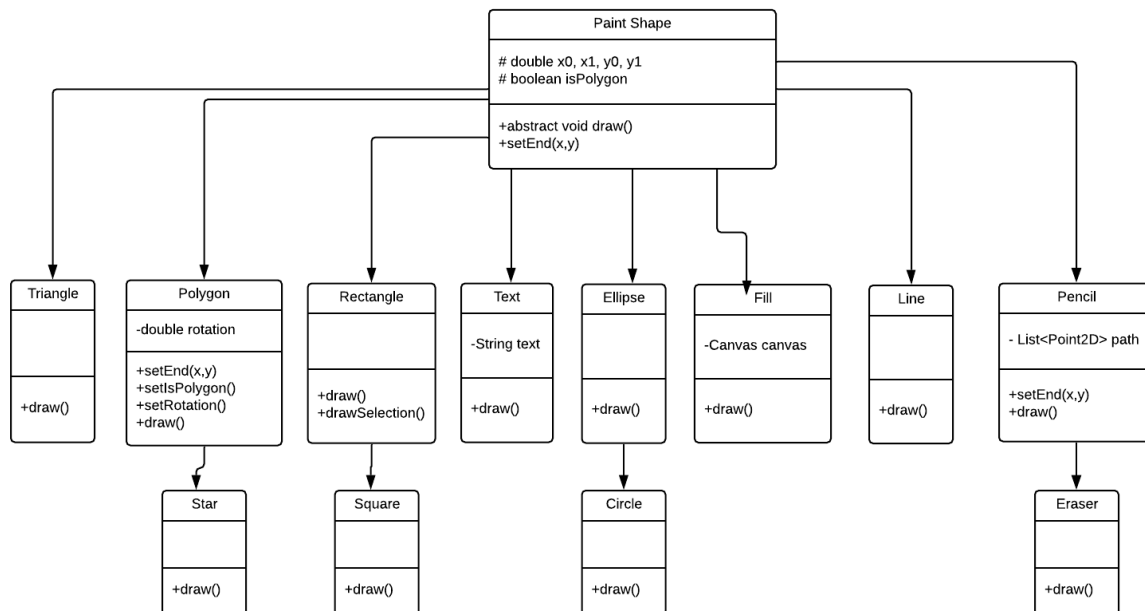 Paint Shape
# double x0, x1, y0, y1
# boolean isPolygon
+abstract void draw()
+setEnd(x,y)
Triangle
+draw()
Polygon
-double rotation
+setEnd(x,y)
+setIsPolygon()
+setRotation()
+draw()
Rectangle
+draw()
+drawSelection()
Text
-String text
+draw()
Ellipse
+draw()
Fill
-Canvas canvas
+draw()
Line
+draw()
Pencil
- List<Point2D> path
+setEnd(x,y)
+draw()
Star
+draw()
Square
+draw()
Circle
+draw()
Eraser
+draw()